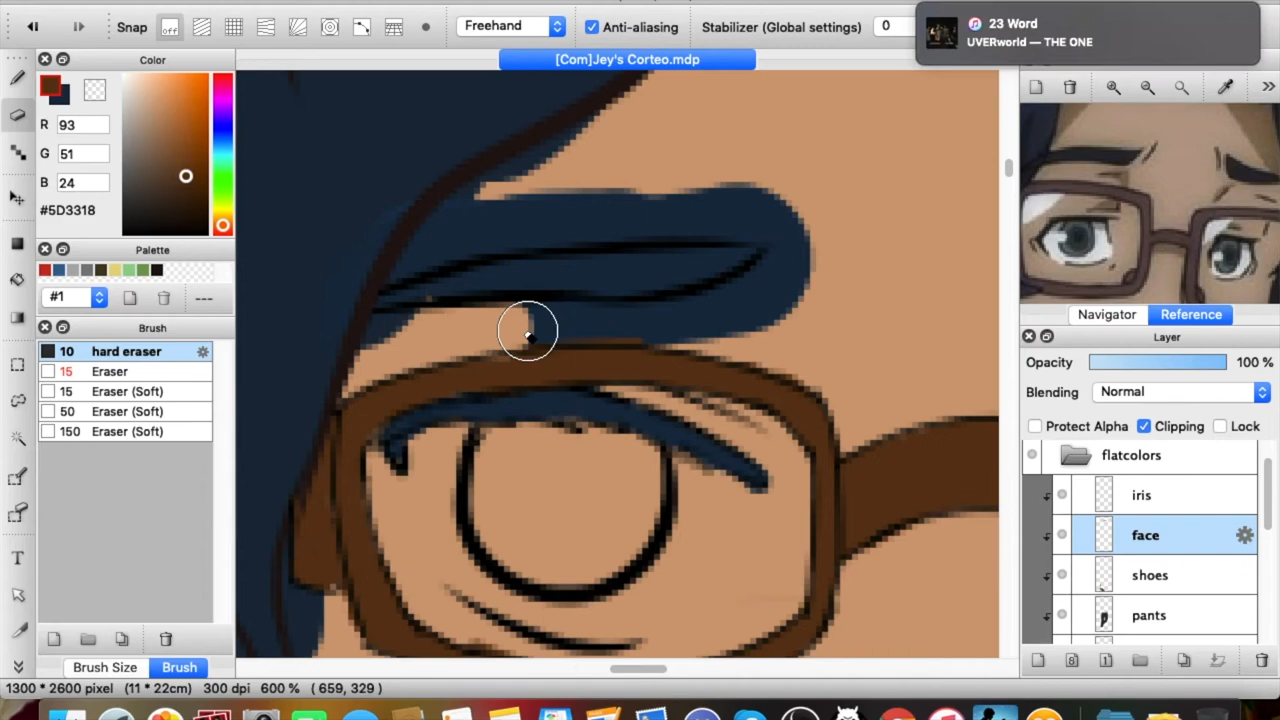 Snap
off
Freehand
Anti-aliasing
Stabilizer (Global settings)
0
23 Word
UVERworld — THE ONE
Color
[Com]Jey's Corteo.mdp
R 93
G 51
B 24
#5D3318
Palette
#1
---
Brush
10 hard eraser
15 Eraser
15 Eraser (Soft)
50 Eraser (Soft)
150 Eraser (Soft)
Brush Size
Brush
Navigator
Reference
Layer
Opacity
100 %
Blending
Normal
Protect Alpha
Clipping
Lock
flatcolors
iris
face
shoes
pants
1300 * 2600 pixel (11 * 22cm) 300 dpi 600 % ( 659, 329 )